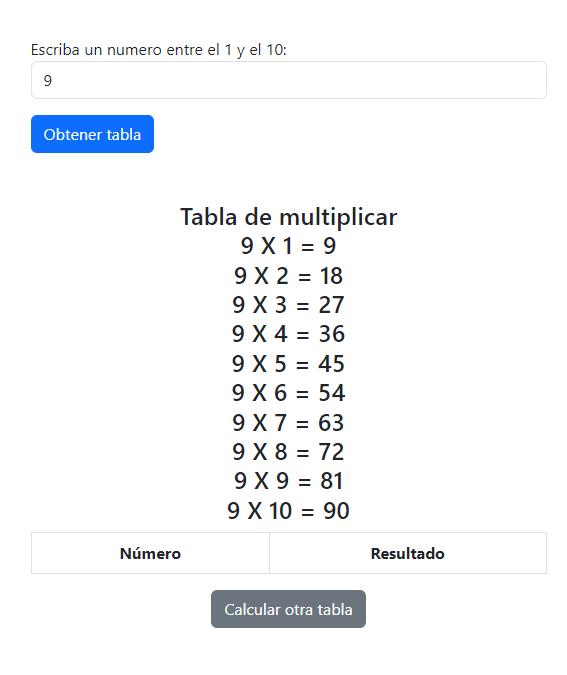 Escriba un numero entre el 1 y el 10:
9
Obtener tabla
Tabla de multiplicar
9 X 1 = 9
9 X 2 = 18
9 X 3 = 27
9 X 4 = 36
9 X 5 = 45
9 X 6 = 54
9 X 7 = 63
9 X 8 = 72
9 X 9 = 81
9 X 10 = 90
Número Resultado
Calcular otra tabla